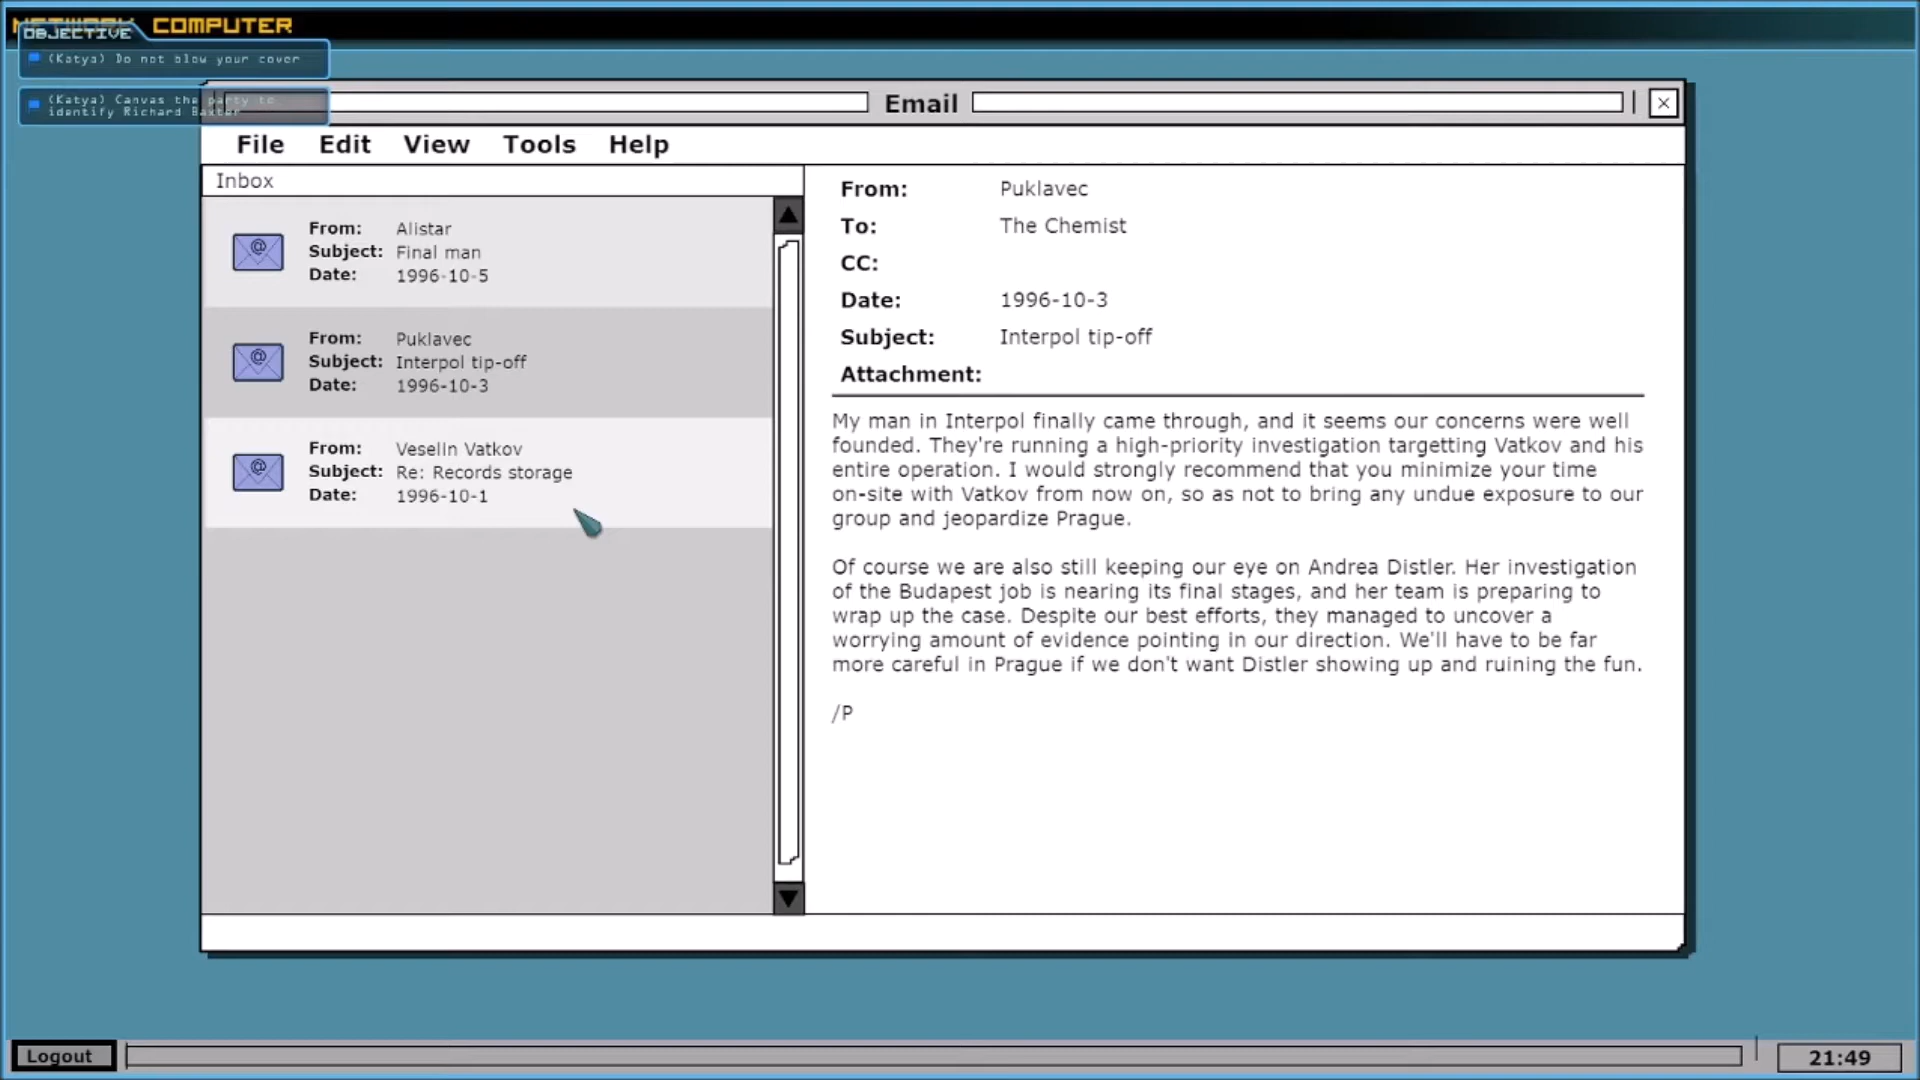 NETWORK COMPUTER
OBJECTIVE
(Katya) Do not blow your cover
(Katya) Canvas the party to
identify Richard Baxter
Email
File Edit View Tools Help
Inbox
From: Alistar
Subject: Final man
Date: 1996-10-5
From: Puklavec
Subject: Interpol tip-off
Date: 1996-10-3
From: Veselin Vatkov
Subject: Re: Records storage
Date: 1996-10-1
From: Puklavec
To: The Chemist
CC:
Date: 1996-10-3
Subject: Interpol tip-off
Attachment:
My man in Interpol finally came through, and it seems our concerns were well
founded. They're running a high-priority investigation targetting Vatkov and his
entire operation. I would strongly recommend that you minimize your time
on-site with Vatkov from now on, so as not to bring any undue exposure to our
group and jeopardize Prague.
Of course we are also still keeping our eye on Andrea Distler. Her investigation
of the Budapest job is nearing its final stages, and her team is preparing to
wrap up the case. Despite our best efforts, they managed to uncover a
worrying amount of evidence pointing in our direction. We'll have to be far
more careful in Prague if we don't want Distler showing up and ruining the fun.
/P
Logout
21:49